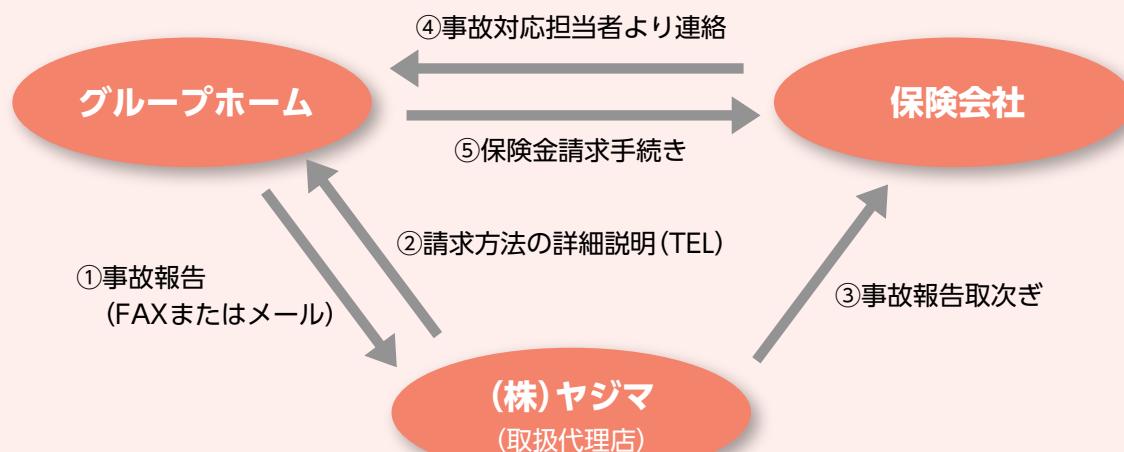 ④事故対応担当者より連絡
グループホーム
保険会社
⑤保険金請求手続き
②請求方法の詳細説明（TEL）
①事故報告
（FAXまたはメール）
③事故報告取次ぎ
（株）ヤジマ
（取扱代理店）